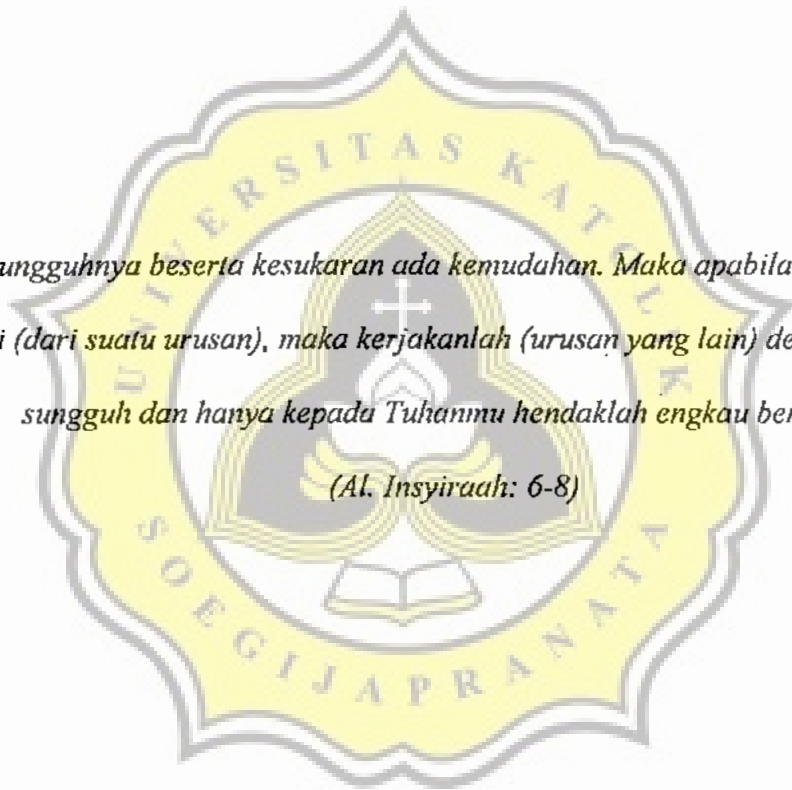 UNIVERSITAS KATOLIK
ungguhnya beserta kesukaran ada kemudahan. Maka apabila
i (dari suatu urusan), maka kerjakanlah (urusan yang lain) de
sungguh dan hanya kepada Tuhanmu hendaklah engkau ber
(Al. Insyiraah: 6-8)
SOEGIJAPRANATA